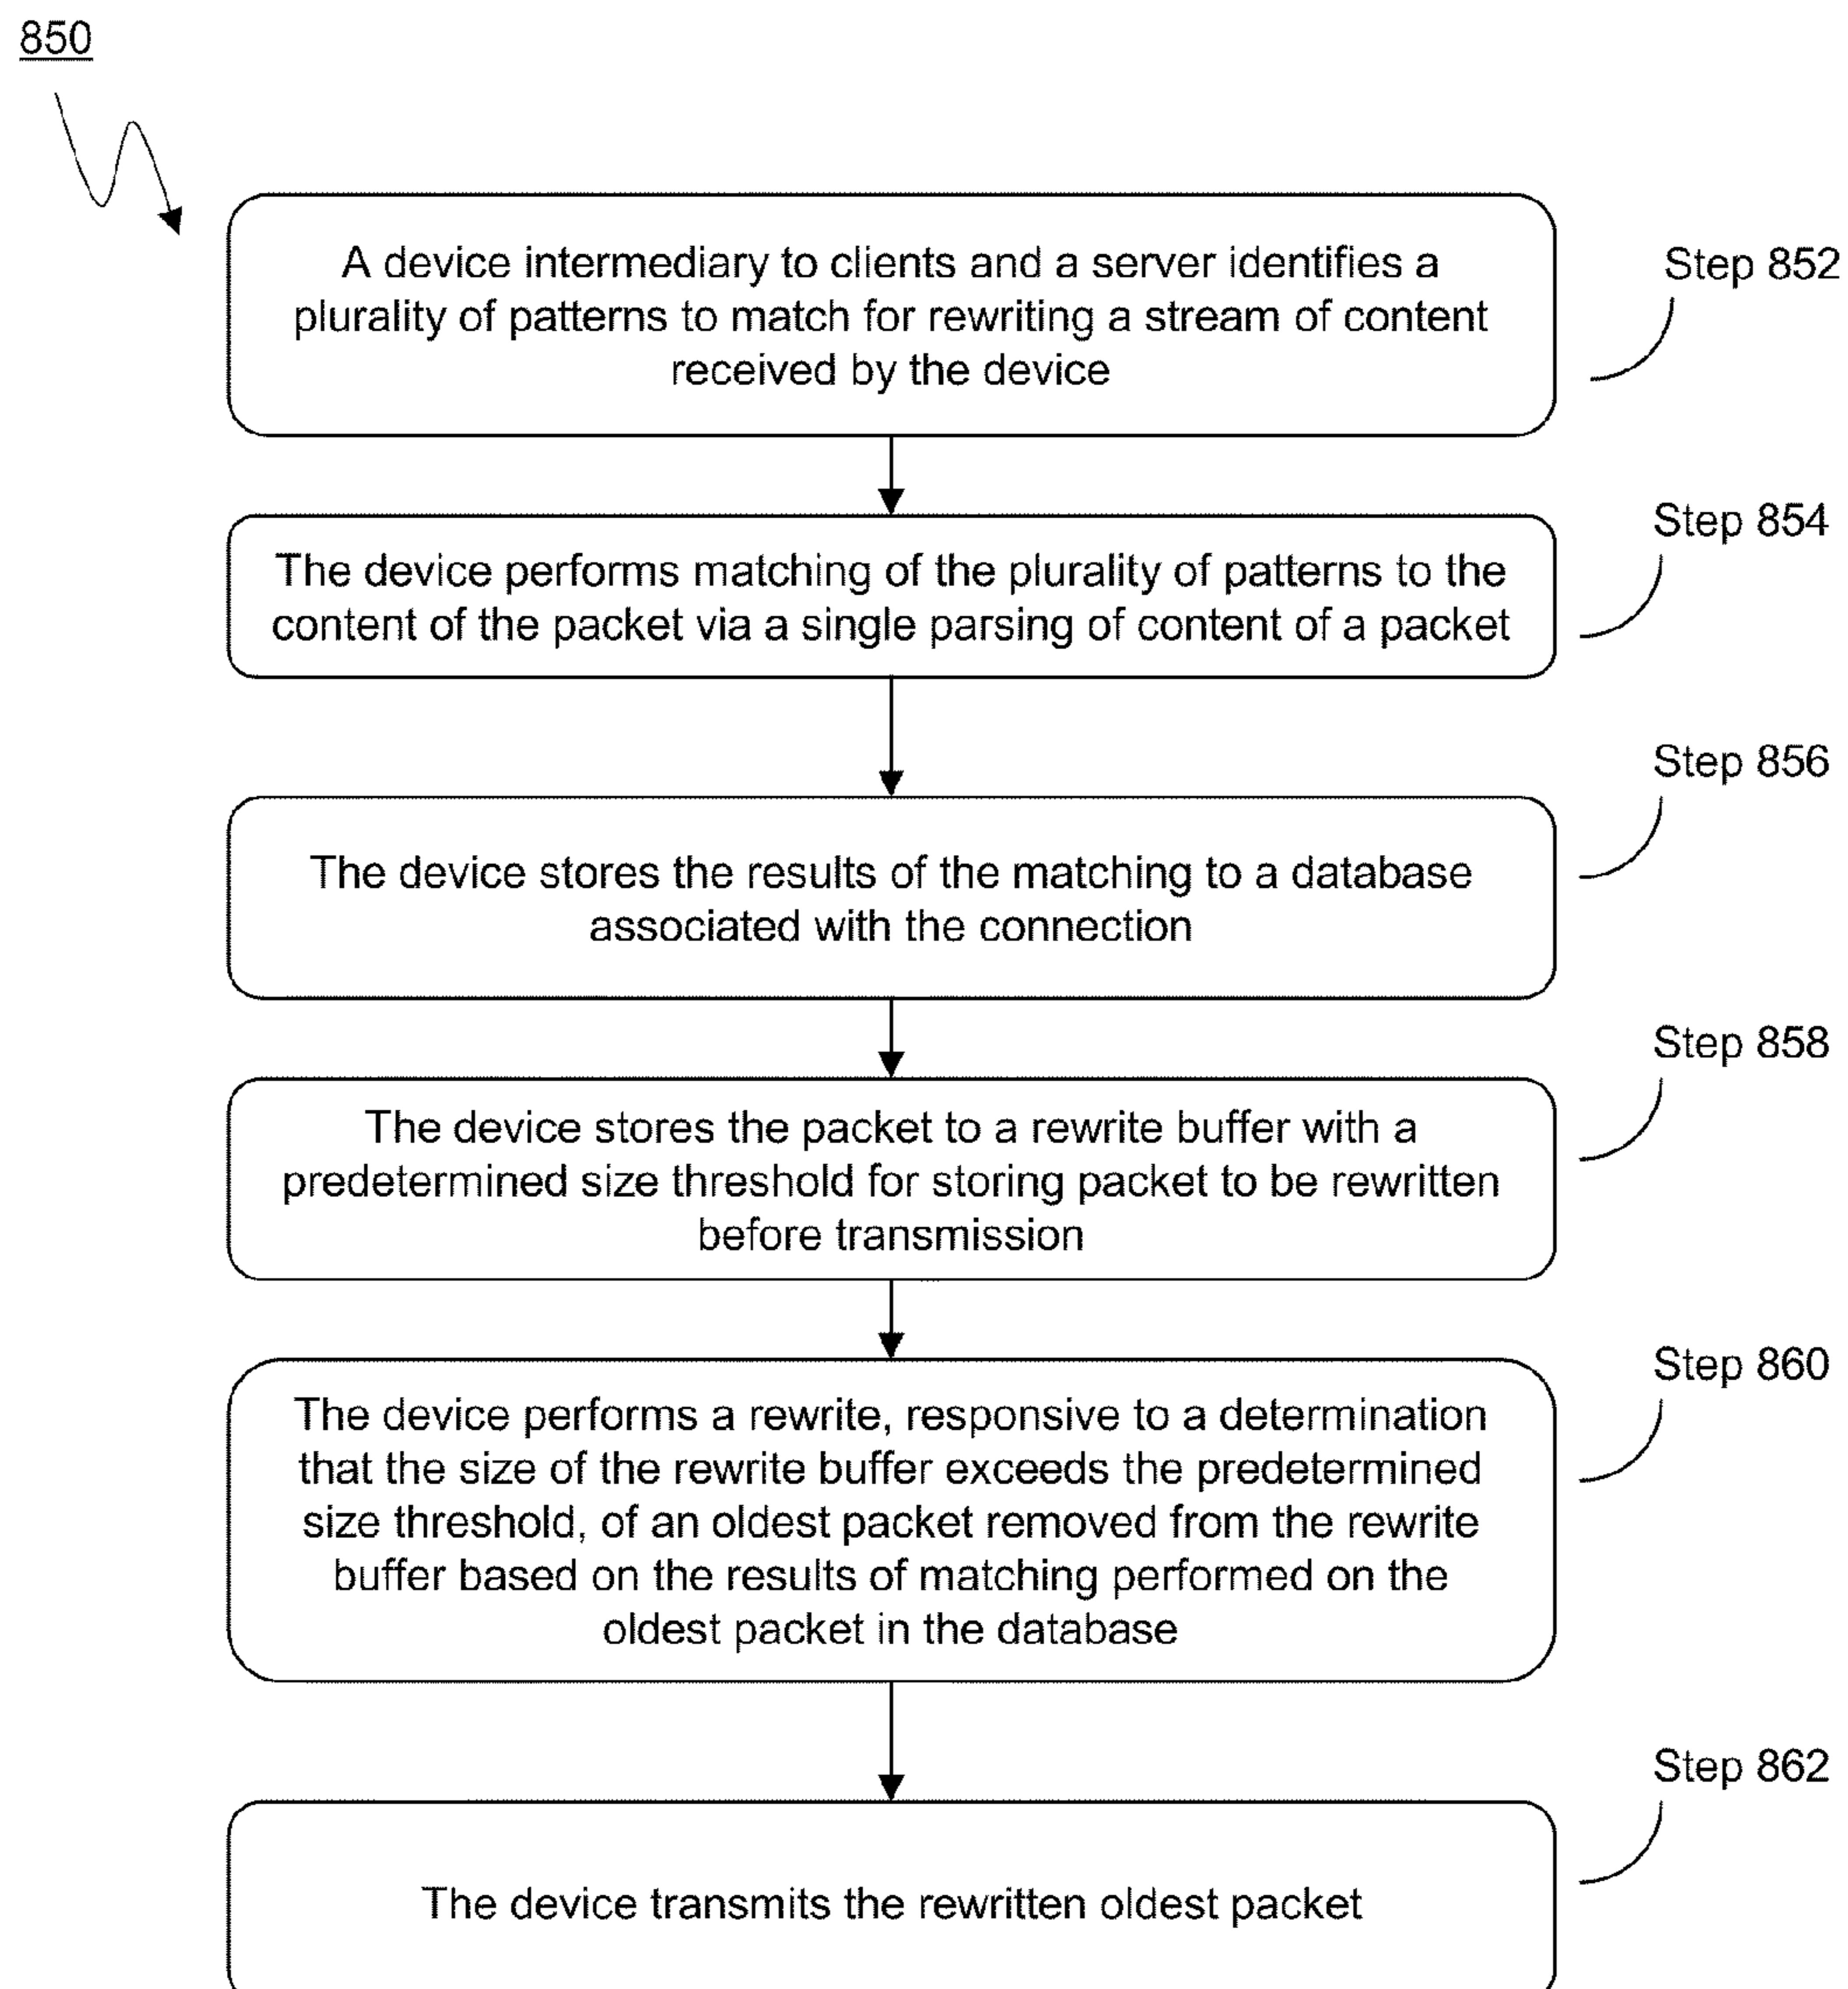 850
A device intermediary to clients and a server identifies a
plurality of patterns to match for rewriting a stream of content
received by the device
Step 852
The device performs matching of the plurality of patterns to the
content of the packet via a single parsing of content of a packet
Step 854
The device stores the results of the matching to a database
associated with the connection
Step 856
The device stores the packet to a rewrite buffer with a
predetermined size threshold for storing packet to be rewritten
before transmission
Step 858
The device performs a rewrite, responsive to a determination
that the size of the rewrite buffer exceeds the predetermined
size threshold, of an oldest packet removed from the rewrite
buffer based on the results of matching performed on the
oldest packet in the database
Step 860
The device transmits the rewritten oldest packet
Step 862